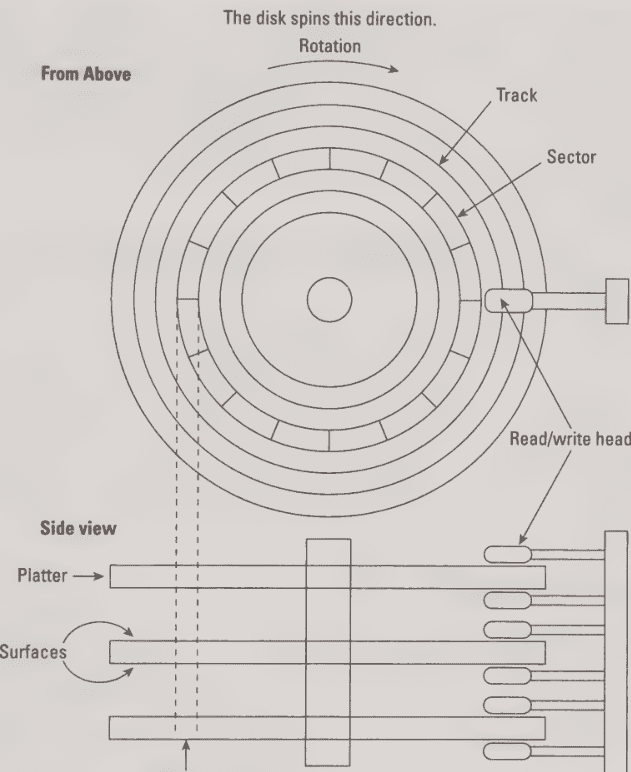 The disk spins this direction.
Rotation
From Above
Track
Sector
Read/write head
Side view
Platter
Surfaces